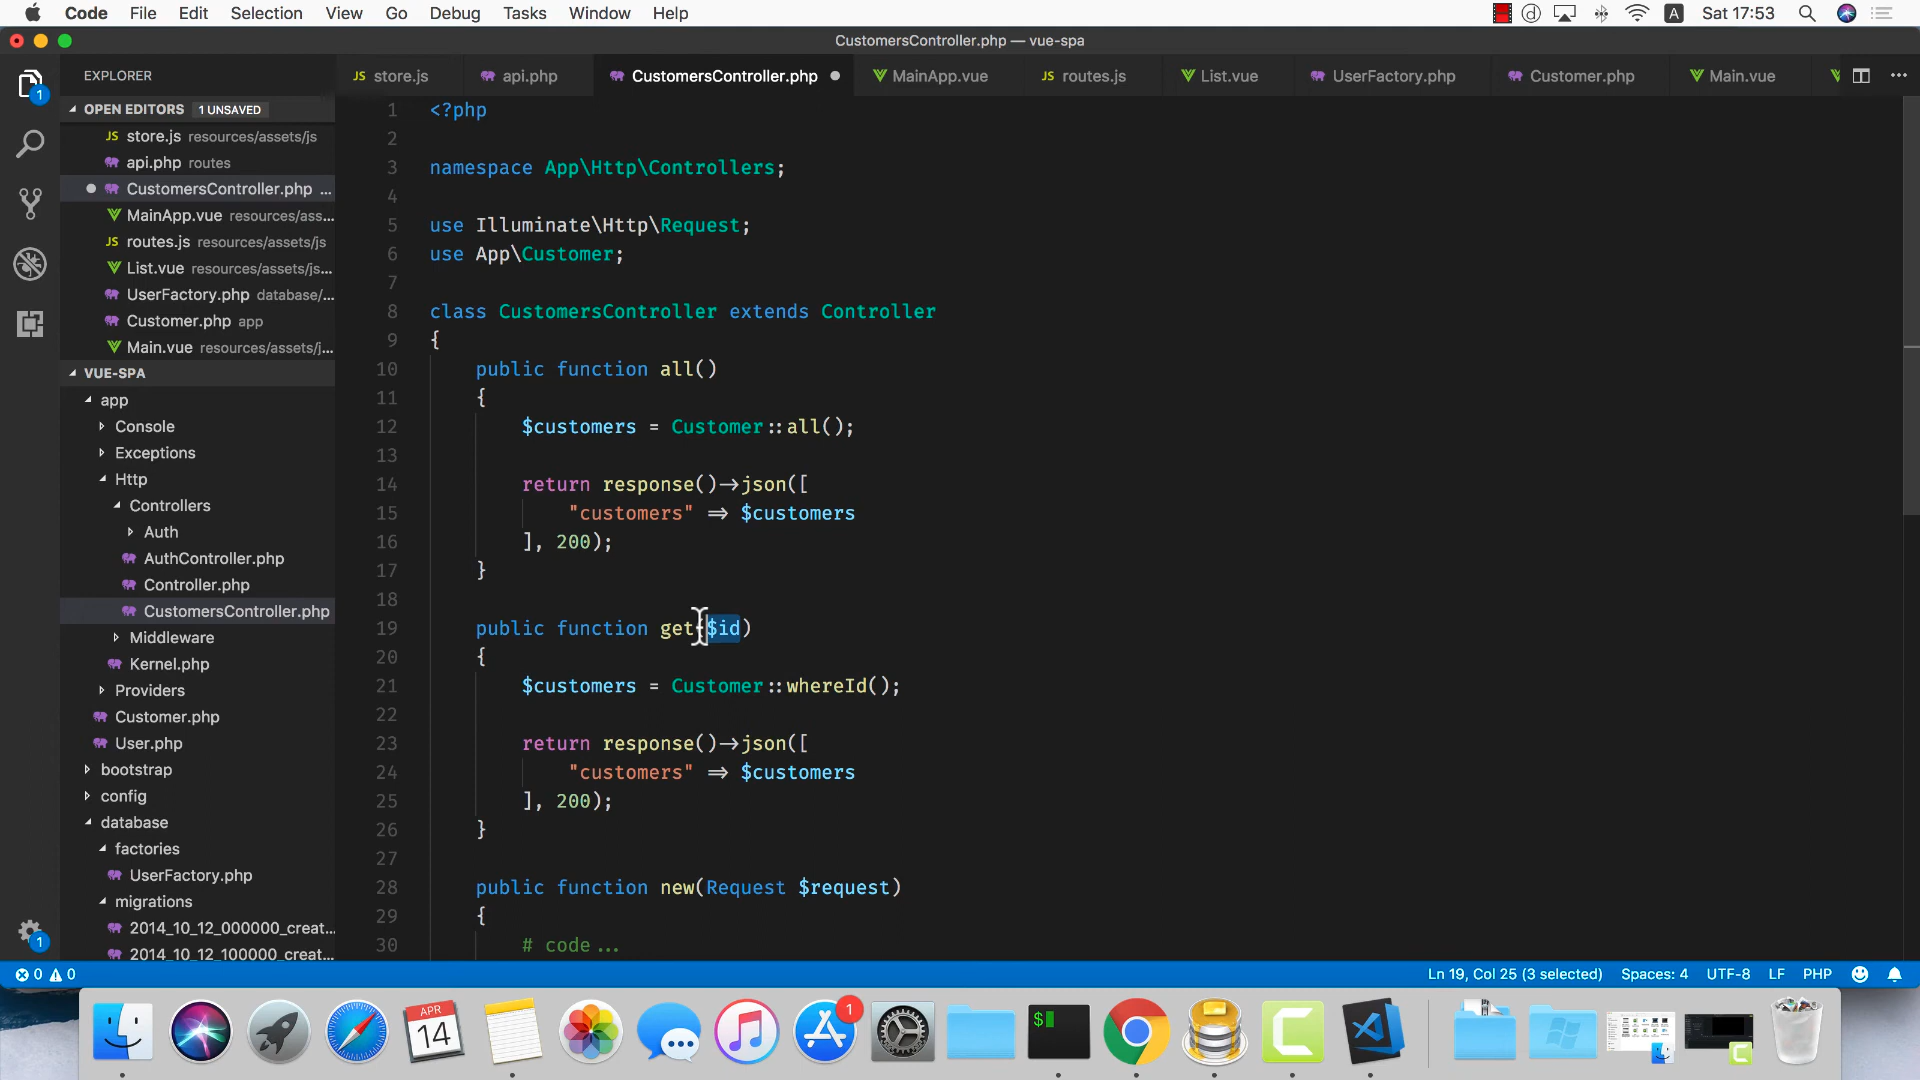 Code File Edit Selection View Go Debug Tasks Window Help
A Sat 17:53
CustomersController.php — vue-spa
EXPLORER
JS store.js
api.php
CustomersController.php
MainApp.vue
JS routes.js
List.vue
UserFactory.php
Customer.php
Main.vue
OPEN EDITORS 1 UNSAVED
JS store.js resources/assets/js
api.php routes
CustomersController.php ...
MainApp.vue resources/ass...
JS routes.js resources/assets/js
List.vue resources/assets/js...
UserFactory.php database/...
Customer.php app
Main.vue resources/assets/j...
VUE-SPA
app
Console
Exceptions
Http
Controllers
Auth
AuthController.php
Controller.php
CustomersController.php
Middleware
Kernel.php
Providers
Customer.php
User.php
bootstrap
config
database
factories
UserFactory.php
migrations
2014_10_12_000000_creat...
2014_10_12_100000_creat...
1
1
1 <?php
2
3 namespace App\Http\Controllers;
4
5 use Illuminate\Http\Request;
6 use App\Customer;
7
8 class CustomersController extends Controller
9 {
10 public function all()
11 {
12 $customers = Customer::all();
13
14 return response()->json([
15 "customers" => $customers
16 ], 200);
17 }
18
19 public function get($id)
20 {
21 $customers = Customer::whereId();
22
23 return response()->json([
24 "customers" => $customers
25 ], 200);
26 }
27
28 public function new(Request $request)
29 {
30 # code...
0 0
Ln 19, Col 25 (3 selected) Spaces: 4 UTF-8 LF PHP
APR
14
1
$